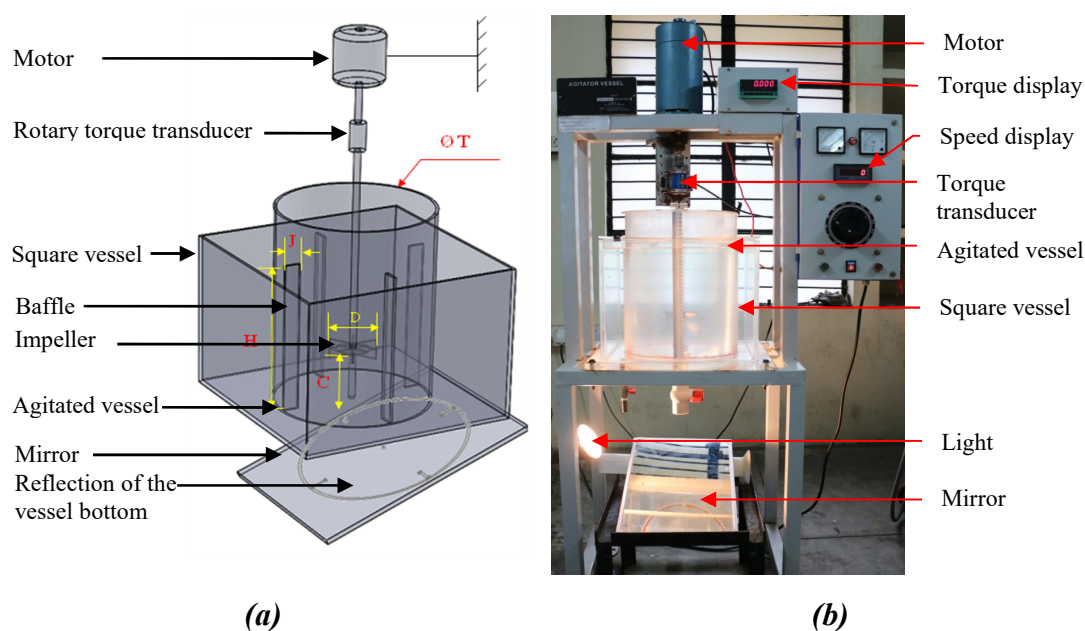 Motor
Rotary torque transducer
Ø T
J
Square vessel
Baffle
D
Impeller
H
C
Agitated vessel
Mirror
Reflection of the
vessel bottom
(a)
AGITATOR VESSEL
0.000
0
Motor
Torque display
Speed display
Torque
transducer
Agitated vessel
Square vessel
Light
Mirror
(b)